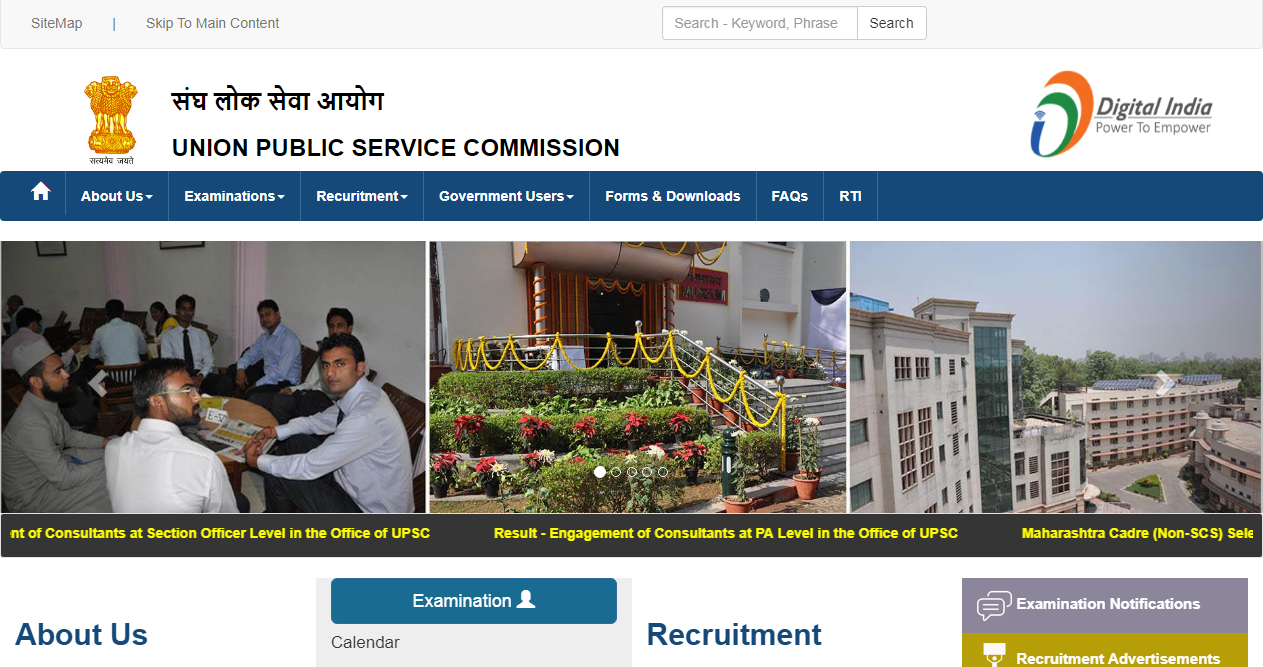 SiteMap | Skip To Main Content Search - Keyword, Phrase Search
संघ लोक सेवा आयोग
UNION PUBLIC SERVICE COMMISSION
सत्यमेव जयते
Digital India
Power To Empower
About Us Examinations Recuritment Government Users Forms & Downloads FAQs RTI
nt of Consultants at Section Officer Level in the Office of UPSC Result - Engagement of Consultants at PA Level in the Office of UPSC Maharashtra Cadre (Non-SCS) Sele
About Us
Examination
Calendar
Recruitment
Examination Notifications
Recruitment Advertisements